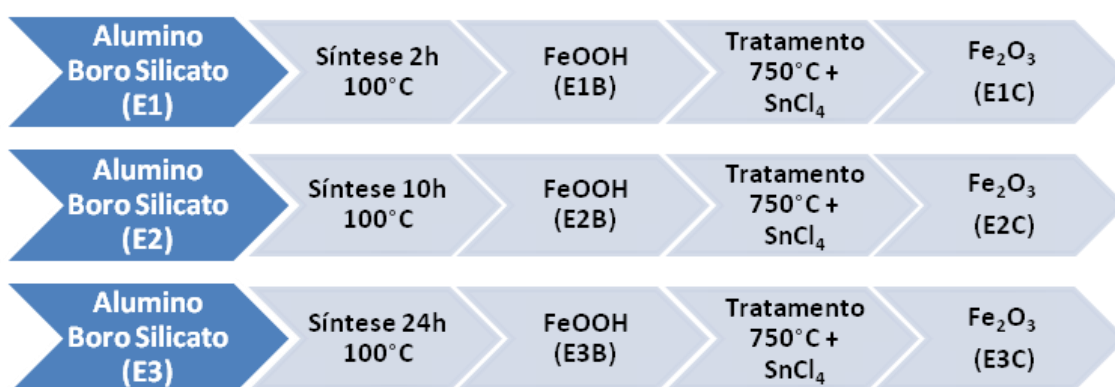 Alumino
Boro Silicato
(E1)
Síntese 2h
100°C
FeOOH
(E1B)
Tratamento
750°C +
SnCl₄
Fe₂O₃
(E1C)
Alumino
Boro Silicato
(E2)
Síntese 10h
100°C
FeOOH
(E2B)
Tratamento
750°C +
SnCl₄
Fe₂O₃
(E2C)
Alumino
Boro Silicato
(E3)
Síntese 24h
100°C
FeOOH
(E3B)
Tratamento
750°C +
SnCl₄
Fe₂O₃
(E3C)